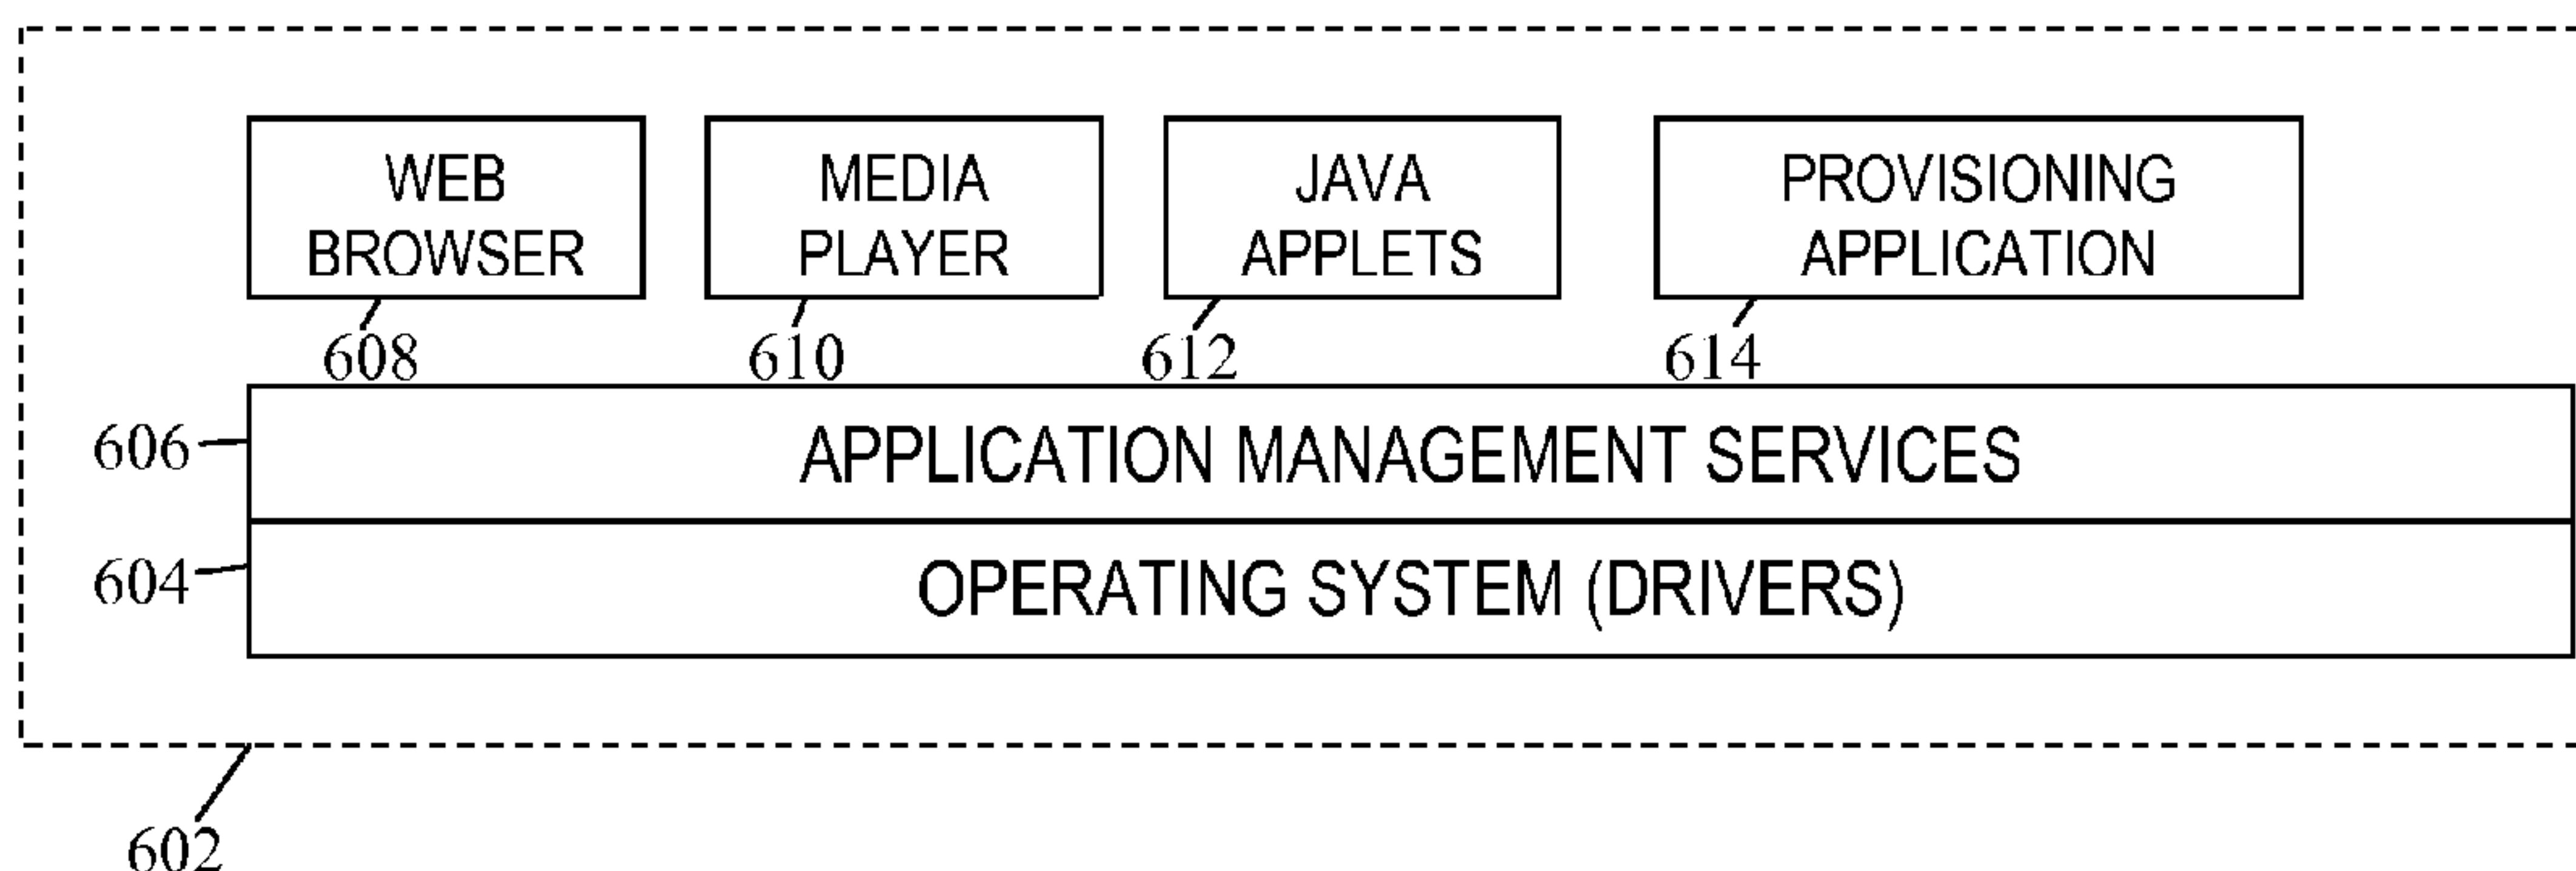 WEB
BROWSER
MEDIA
PLAYER
JAVA
APPLETS
PROVISIONING
APPLICATION
608
610
612
614
606
APPLICATION MANAGEMENT SERVICES
604
OPERATING SYSTEM (DRIVERS)
602